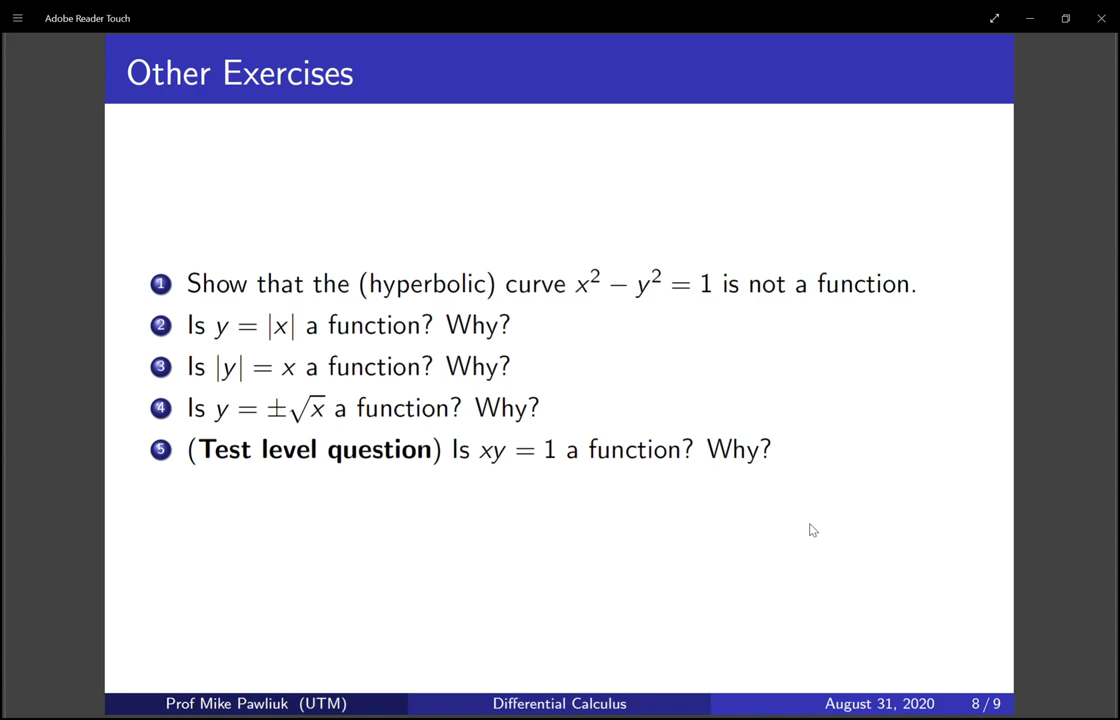 Adobe Reader Touch
Other Exercises
1 Show that the (hyperbolic) curve x² − y² = 1 is not a function.
2 Is y = |x| a function? Why?
3 Is |y| = x a function? Why?
4 Is y = ±√x a function? Why?
5 (Test level question) Is xy = 1 a function? Why?
Prof Mike Pawliuk (UTM) Differential Calculus August 31, 2020 8 / 9